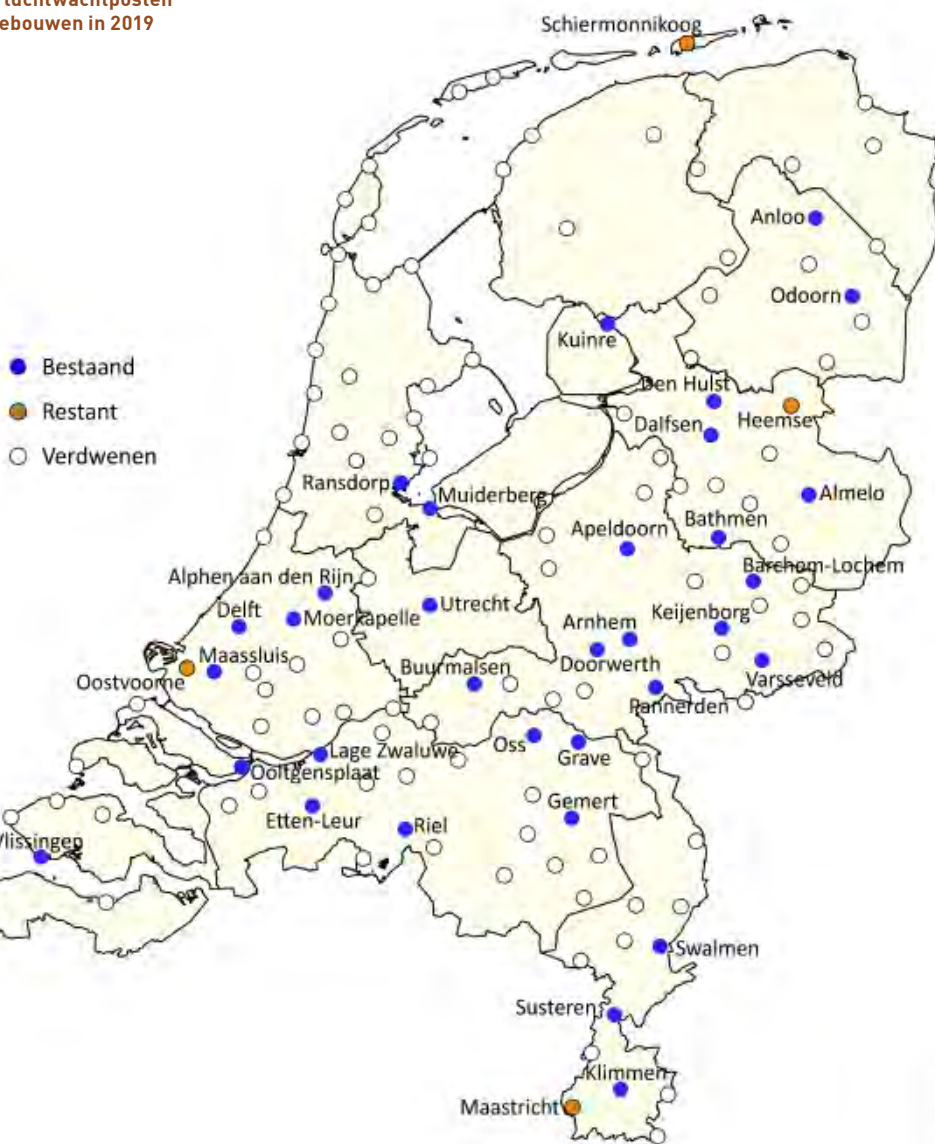 luchtwachtposten
ebouwen in 2019
Schiermonnikoog
Anloo
Odoorn
Kuinre
Bestaand
Den Hulst
Restant
Heemse
Dalfsen
Verdwenen
Ransdorp
Muiderberg
Almelo
Apeldoorn
Bathmen
Barchom-Lochem
Alphen aan den Rijn
Utrecht
Delft
Moerkapelle
Arnhem
Keijenborg
Maassluis
Buurmalsen
Doorwerth
Oostvoorne
Varsseveld
Pannerden
Lage Zwaluwe
Oss
Grave
Ooltgensplaat
Etten-Leur
Riel
Gemert
Vlissingen
Swalmen
Susteren
Klimmen
Maastricht